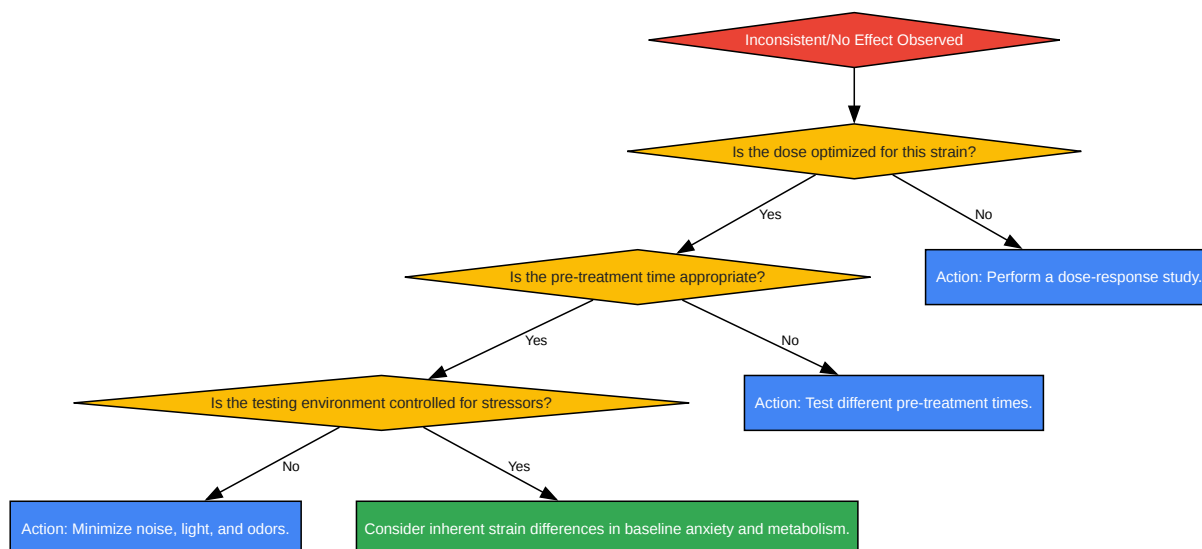 Inconsistent/No Effect Observed
Is the dose optimized for this strain?
Yes
No
Is the pre-treatment time appropriate?
Action: Perform a dose-response study.
Yes
No
Is the testing environment controlled for stressors?
Action: Test different pre-treatment times.
No
Yes
Action: Minimize noise, light, and odors.
Consider inherent strain differences in baseline anxiety and metabolism.